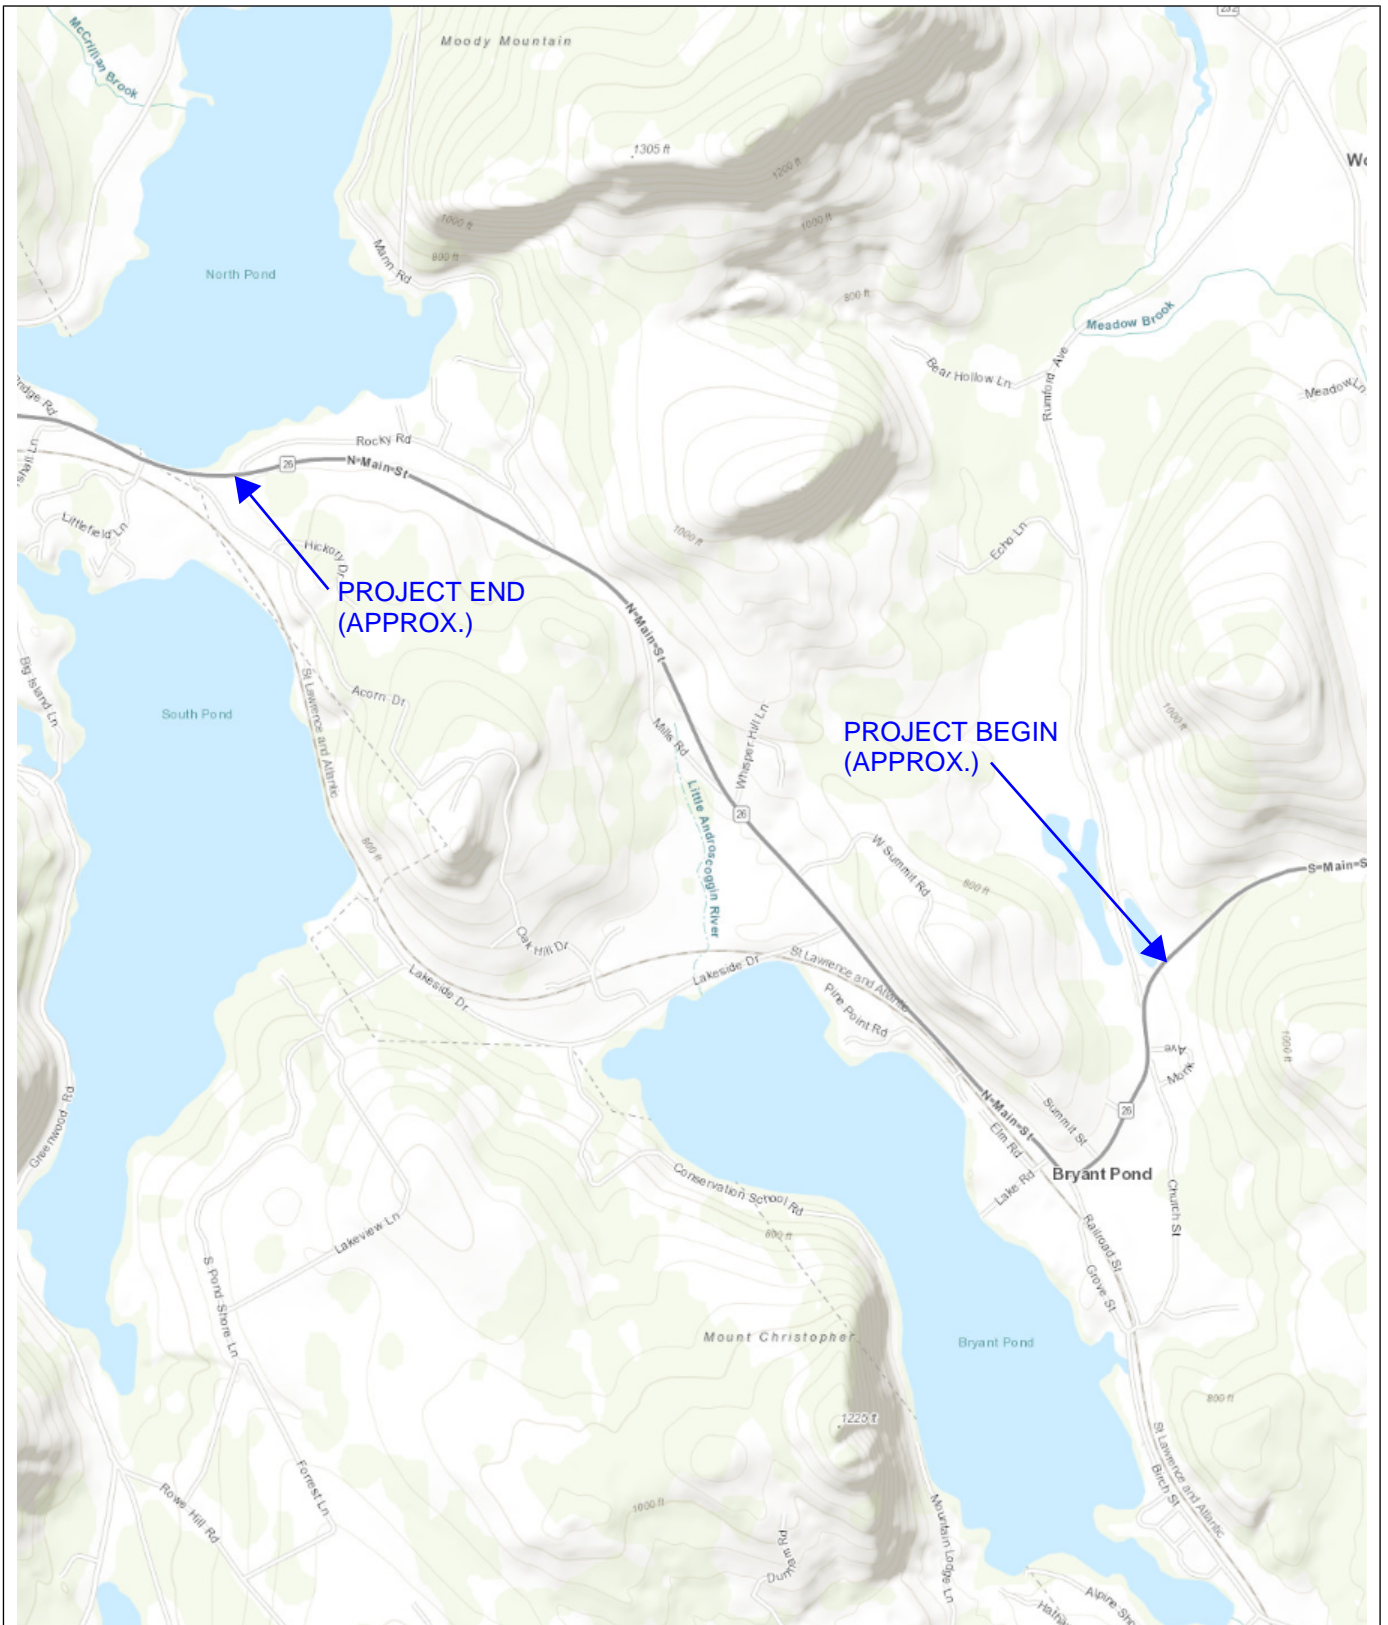 232
McCrillian Brook
Moody Mountain
1305 ft
1200 ft
1000 ft
1000 ft
800 ft
Mann Rd
North Pond
800 ft
Meadow Brook
Rumford Ave
Bear Hollow Ln
Meadow Ln
Rocky Rd
26
N Main St
Littlefield Ln
Hickory Dr
1000 ft
Echo Ln
PROJECT END
(APPROX.)
N Main St
Big Island Ln
St Lawrence and Atlantic
Acorn Dr
South Pond
Mills Rd
Whisper Hill Ln
1000 ft
PROJECT BEGIN
(APPROX.)
Little Androscoggin River
26
800 ft
W Summit Rd
800 ft
S Main S
Oak Hill Dr
Lakeside Dr
Lakeside Dr
St Lawrence and Atlantic
Pine Point Rd
1000 ft
Monk Ave
Greenwood Rd
N Main St
Elm Rd
Summit St
26
Lake Rd
Bryant Pond
Conservation School Rd
Church St
Lakeview Ln
800 ft
Railroad St
Grove St
S Pond Shore Ln
Mount Christopher
Bryant Pond
800 ft
1225 ft
St Lawrence and Atlantic
Birch St
Forrest Ln
Rowe Hill Rd
1000 ft
Mountain Lodge Ln
Dunham Rd